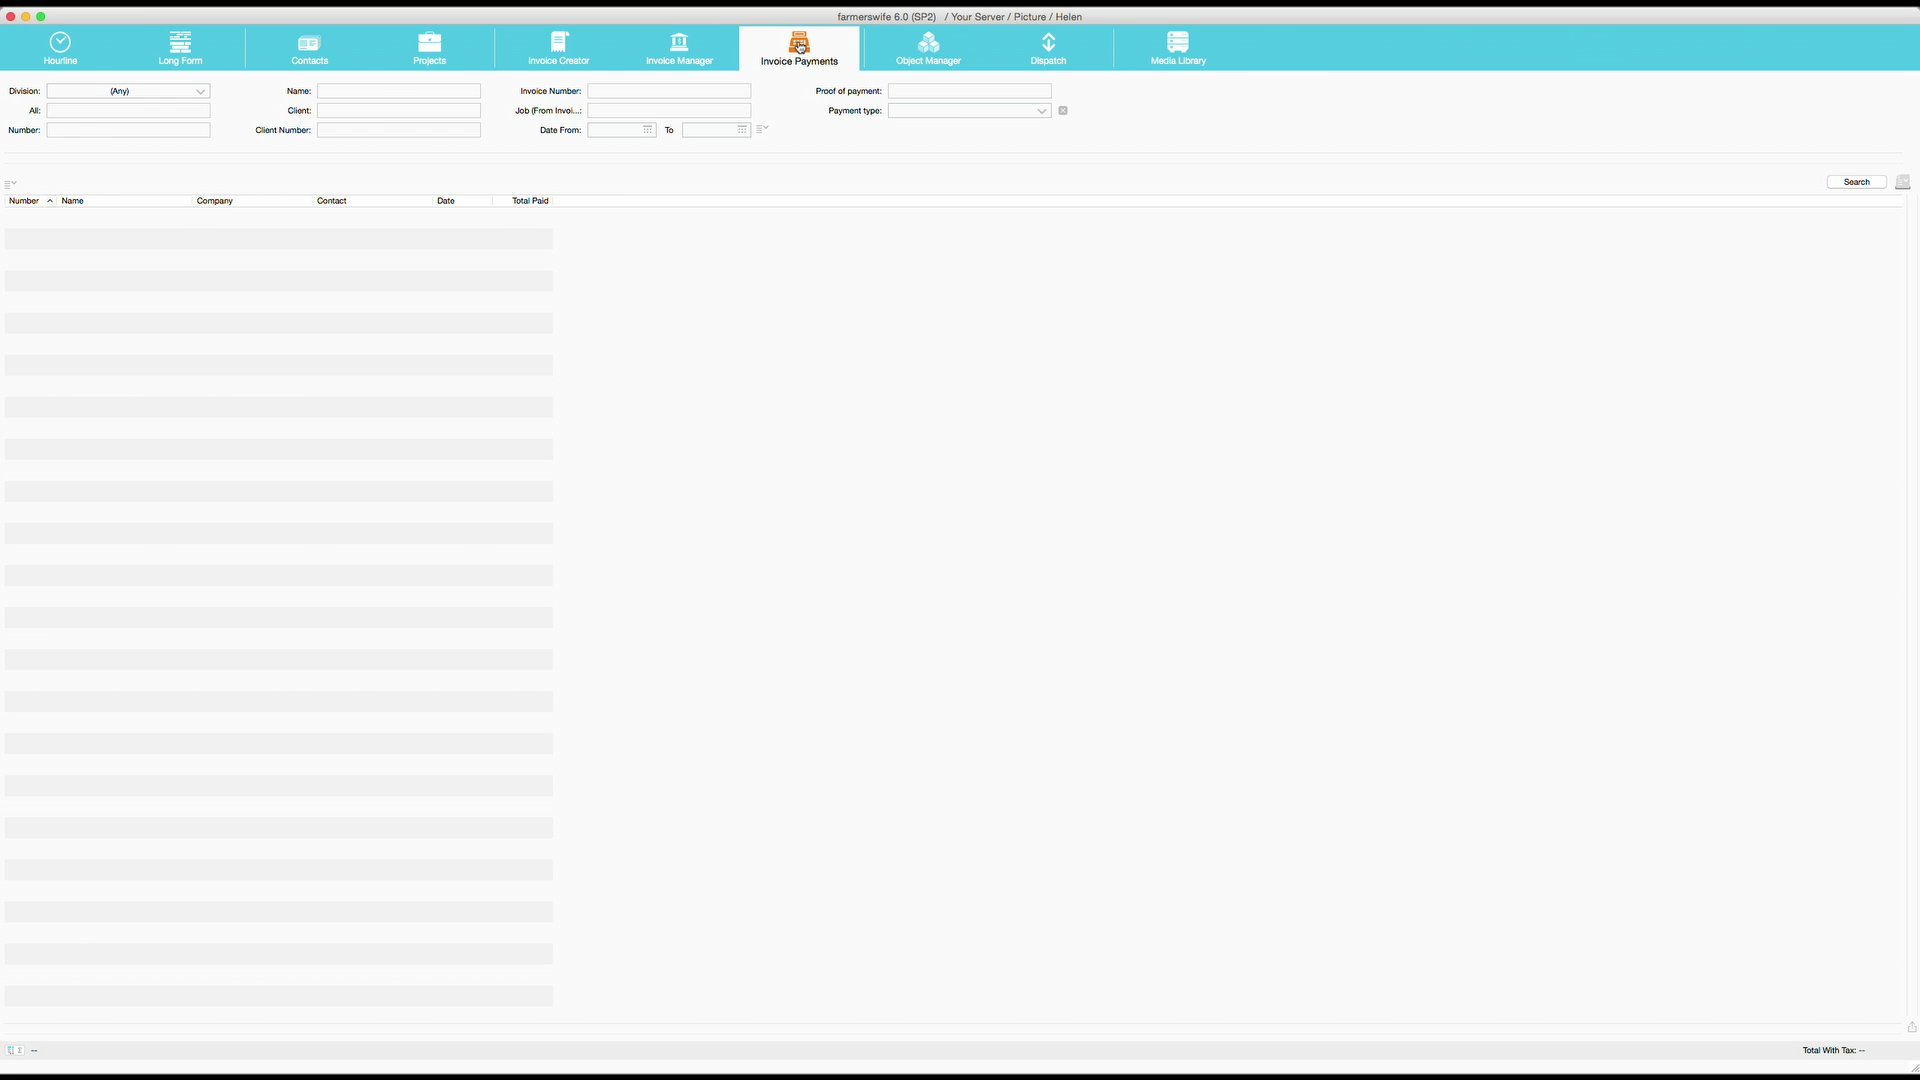 farmerswife 6.0 (SP2) / Your Server / Picture / Helen
Hourline Long Form Contacts Projects Invoice Creator Invoice Manager Invoice Payments Object Manager Dispatch Media Library
Division: (Any) Name: Invoice Number: Proof of payment:
All: Client: Job (From Invoi...: Payment type:
Number: Client Number: Date From: To
Search
Number Name Company Contact Date Total Paid
-- Total With Tax: --